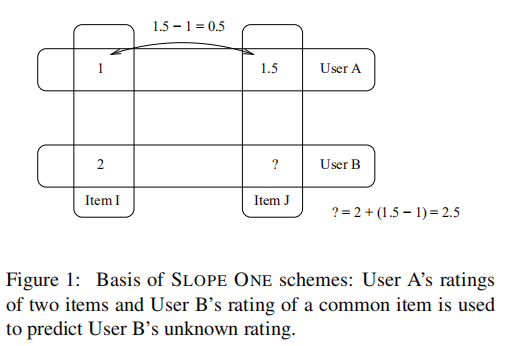 1.5 – 1 = 0.5
1 1.5 User A
2 ? User B
Item I Item J
? = 2 + (1.5 – 1) = 2.5
Figure 1: Basis of SLOPE ONE schemes: User A's ratings
of two items and User B's rating of a common item is used
to predict User B's unknown rating.